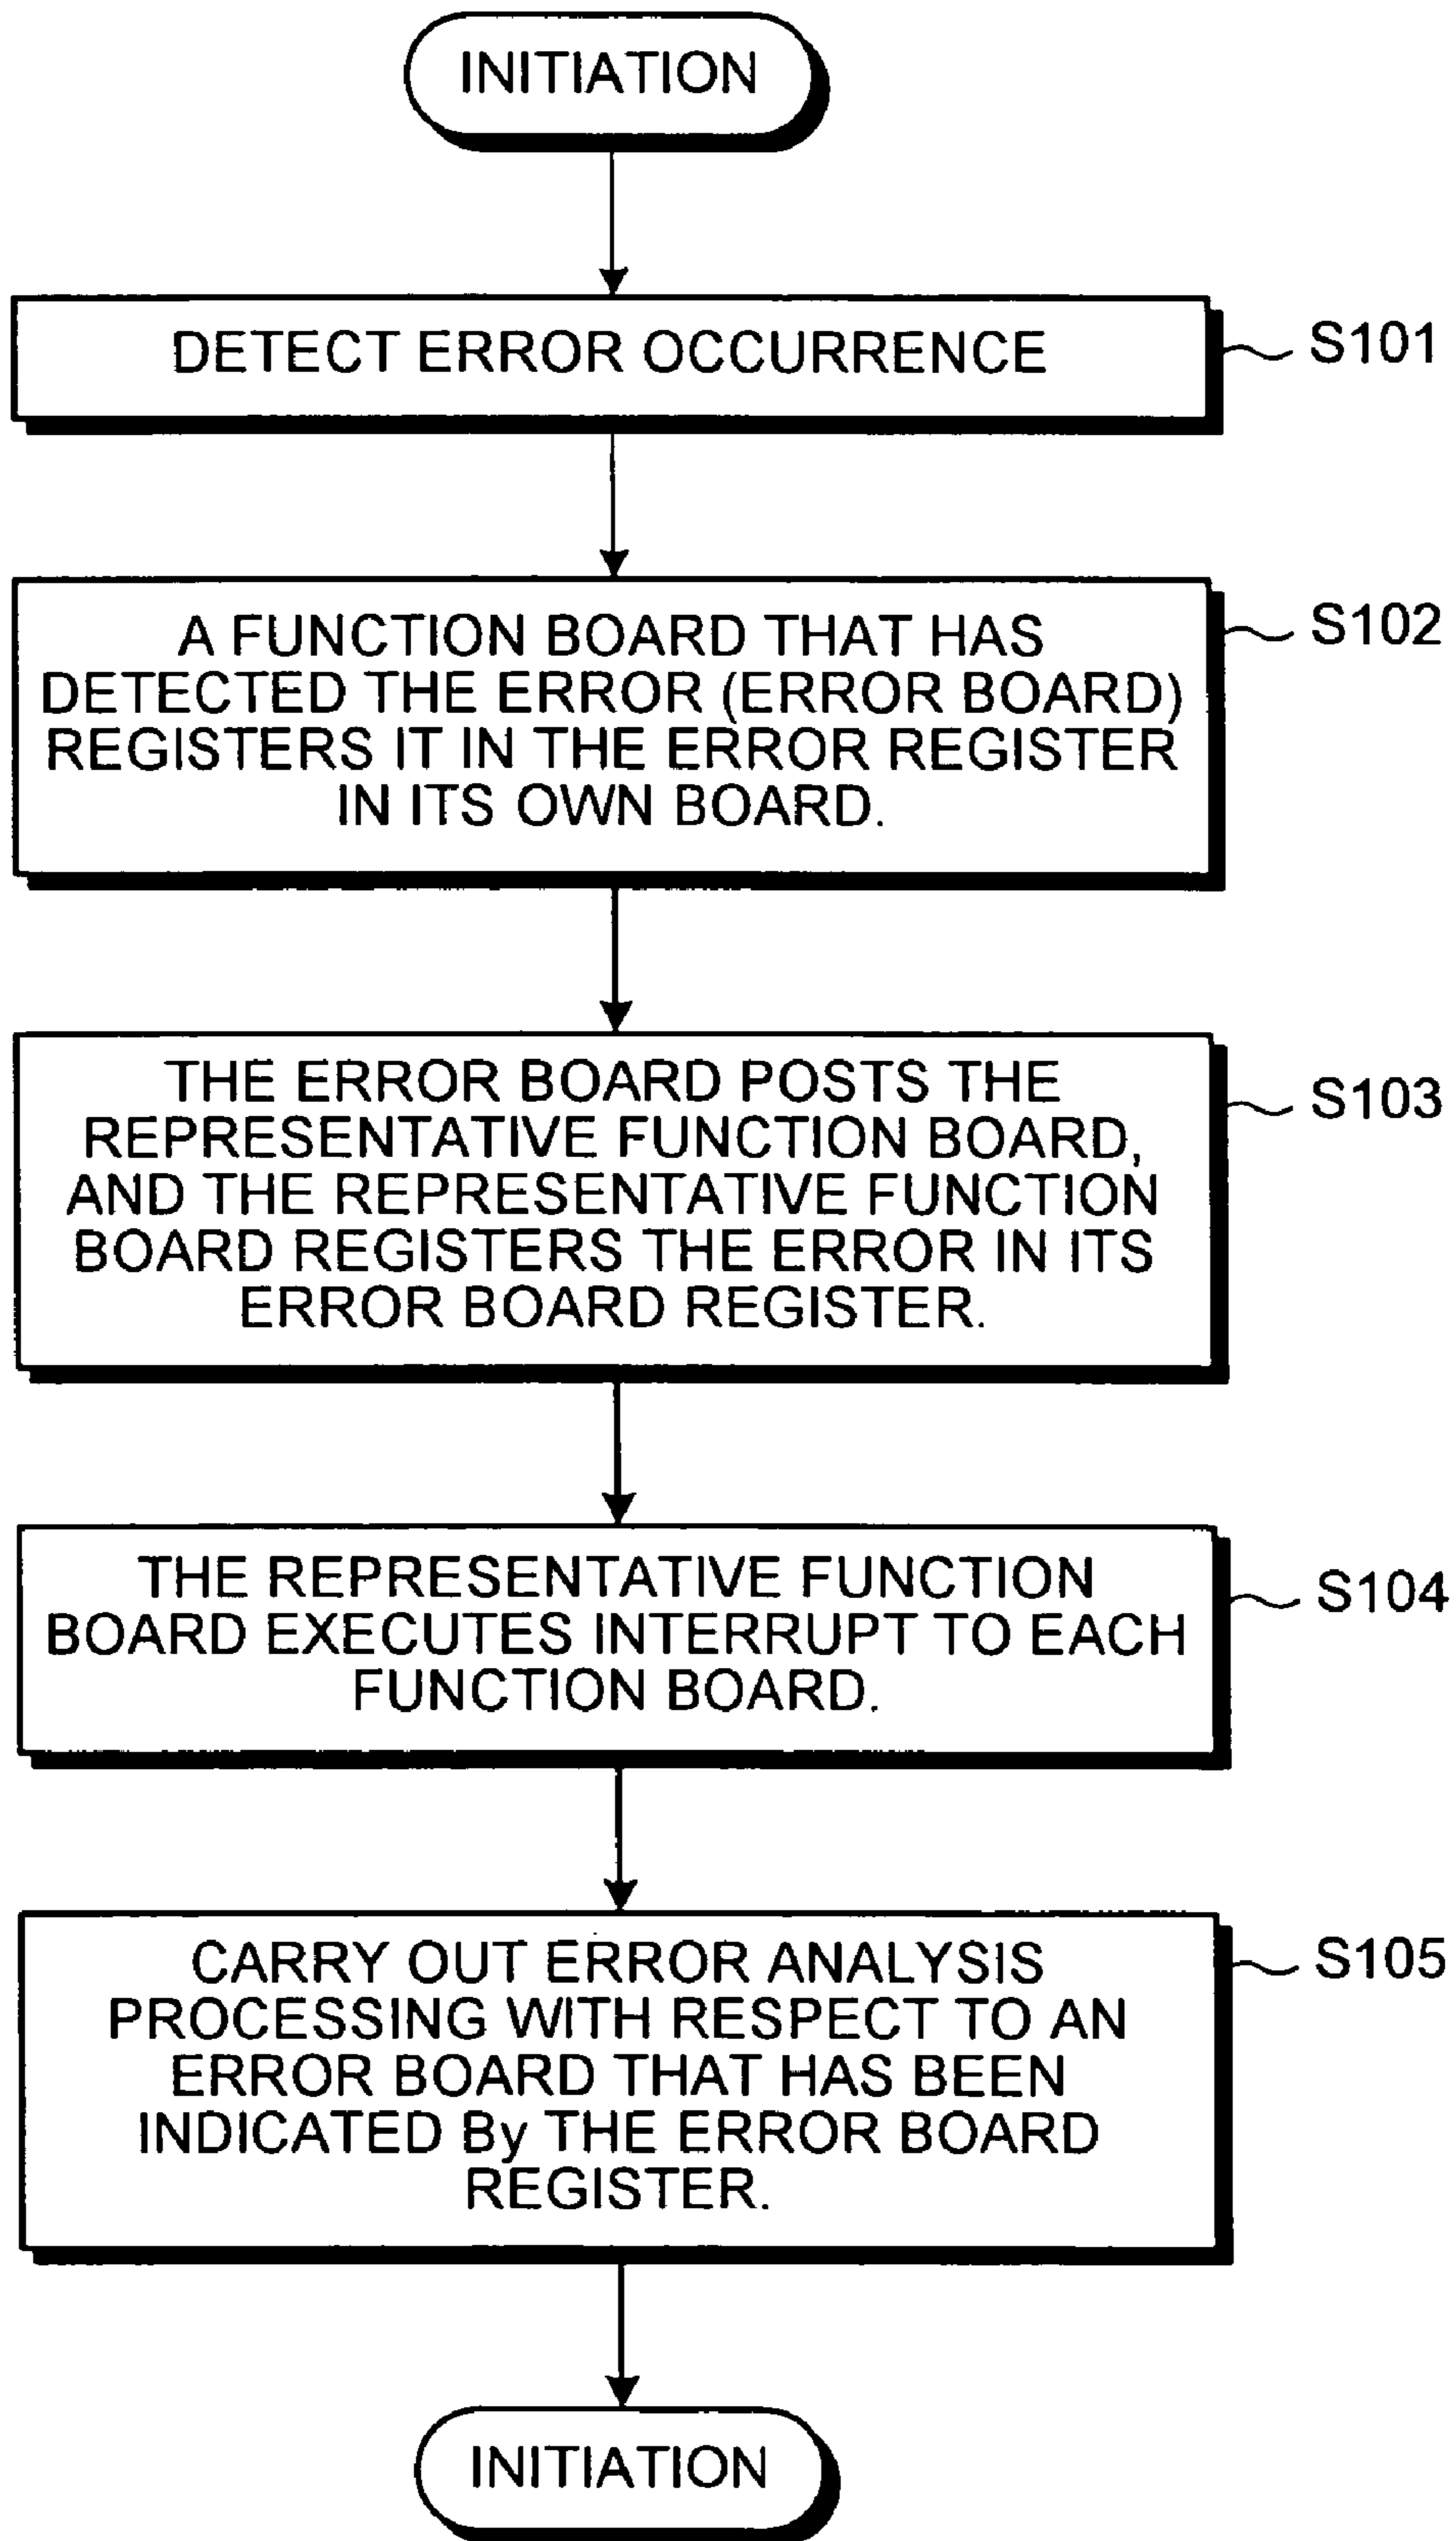 INITIATION
DETECT ERROR OCCURRENCE
S101
A FUNCTION BOARD THAT HAS
DETECTED THE ERROR (ERROR BOARD)
REGISTERS IT IN THE ERROR REGISTER
IN ITS OWN BOARD.
S102
THE ERROR BOARD POSTS THE
REPRESENTATIVE FUNCTION BOARD,
AND THE REPRESENTATIVE FUNCTION
BOARD REGISTERS THE ERROR IN ITS
ERROR BOARD REGISTER.
S103
THE REPRESENTATIVE FUNCTION
BOARD EXECUTES INTERRUPT TO EACH
FUNCTION BOARD.
S104
CARRY OUT ERROR ANALYSIS
PROCESSING WITH RESPECT TO AN
ERROR BOARD THAT HAS BEEN
INDICATED By THE ERROR BOARD
REGISTER.
S105
INITIATION